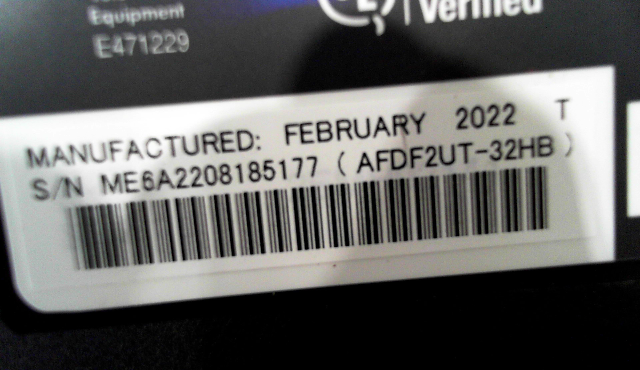 Equipment
E471229
Verified
MANUFACTURED: FEBRUARY 2022 T
S/N ME6A2208185177 ( AFDF2UT-32HB )